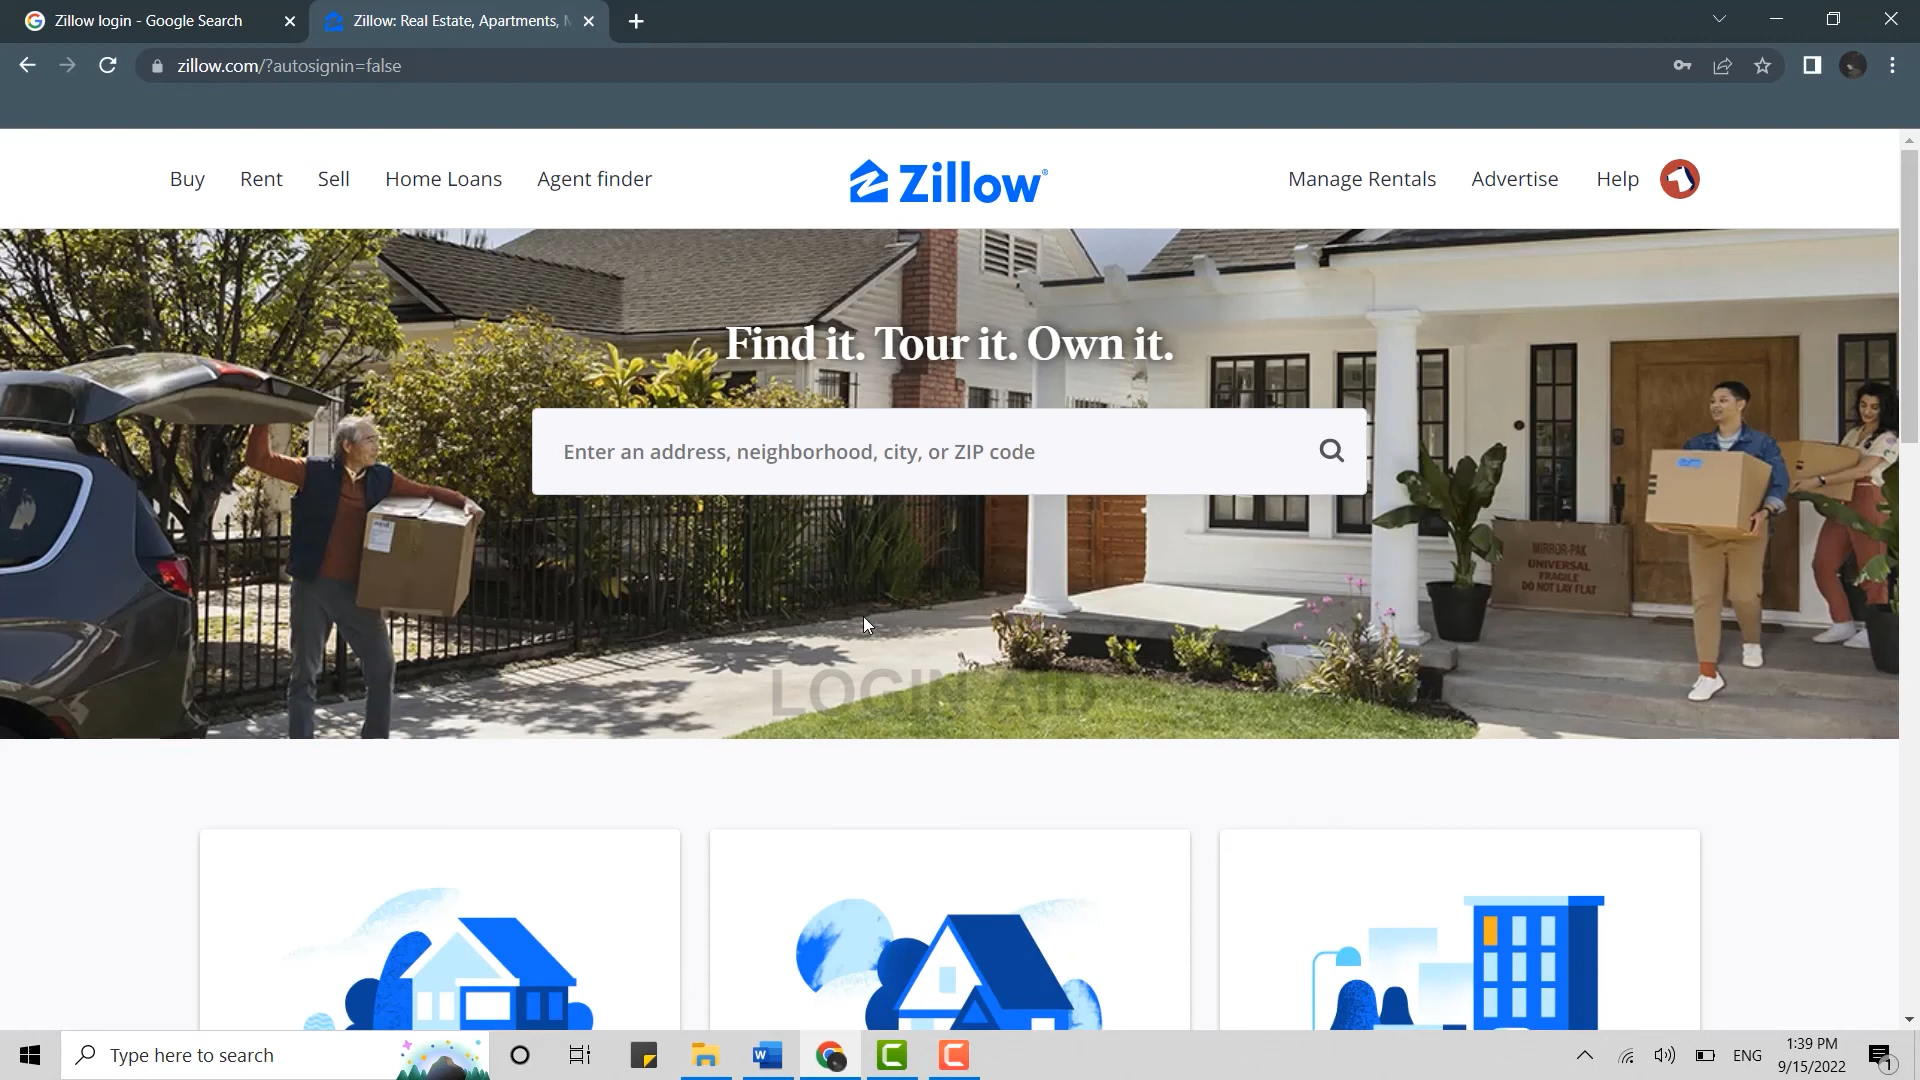 Zillow login - Google Search
Zillow: Real Estate, Apartments,
zillow.com/?autosignin=false
Buy Rent Sell Home Loans Agent finder
Zillow
Manage Rentals Advertise Help
Find it. Tour it. Own it.
Enter an address, neighborhood, city, or ZIP code
MIRROR-PAK
UNIVERSAL
FRAGILE
DO NOT LAY FLAT
LOGIN AID
Type here to search
ENG
1:39 PM
9/15/2022
1